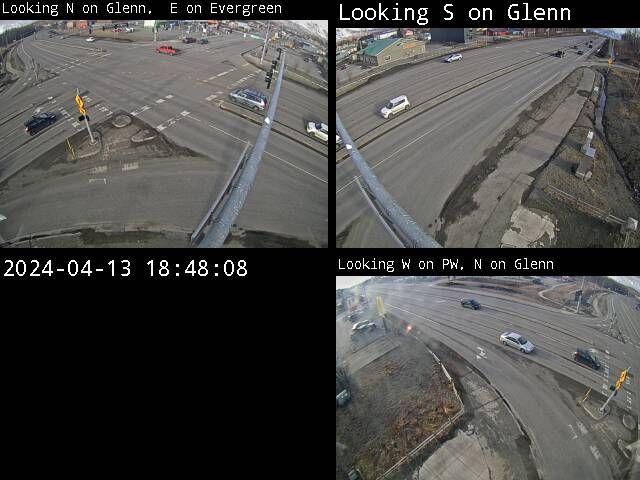 Looking N on Glenn,  E on Evergreen
Looking S on Glenn
2024-04-13 18:48:08
Looking W on PW, N on Glenn